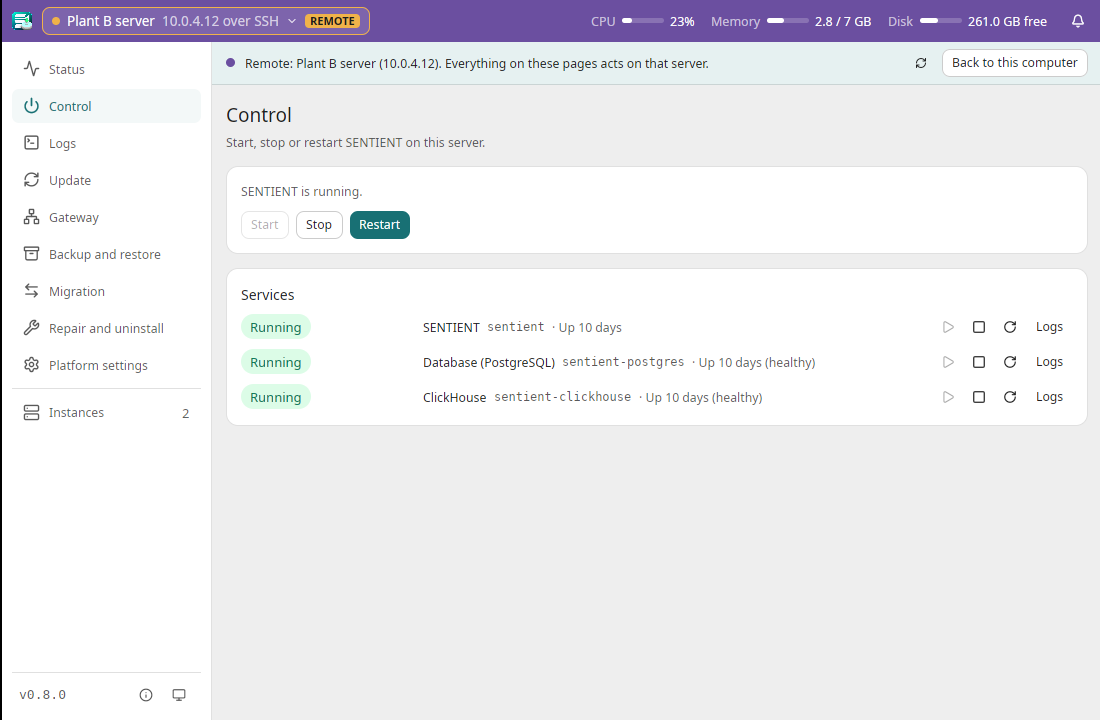 Plant B server 10.0.4.12 over SSH REMOTE CPU 23% Memory 2.8 / 7 GB Disk 261.0 GB free
Remote: Plant B server (10.0.4.12). Everything on these pages acts on that server. Back to this computer
Status
Control
Logs
Update
Gateway
Backup and restore
Migration
Repair and uninstall
Platform settings
Instances 2
v0.8.0
Control
Start, stop or restart SENTIENT on this server.
SENTIENT is running.
Start Stop Restart
Services
Running SENTIENT sentient · Up 10 days Logs
Running Database (PostgreSQL) sentient-postgres · Up 10 days (healthy) Logs
Running ClickHouse sentient-clickhouse · Up 10 days (healthy) Logs